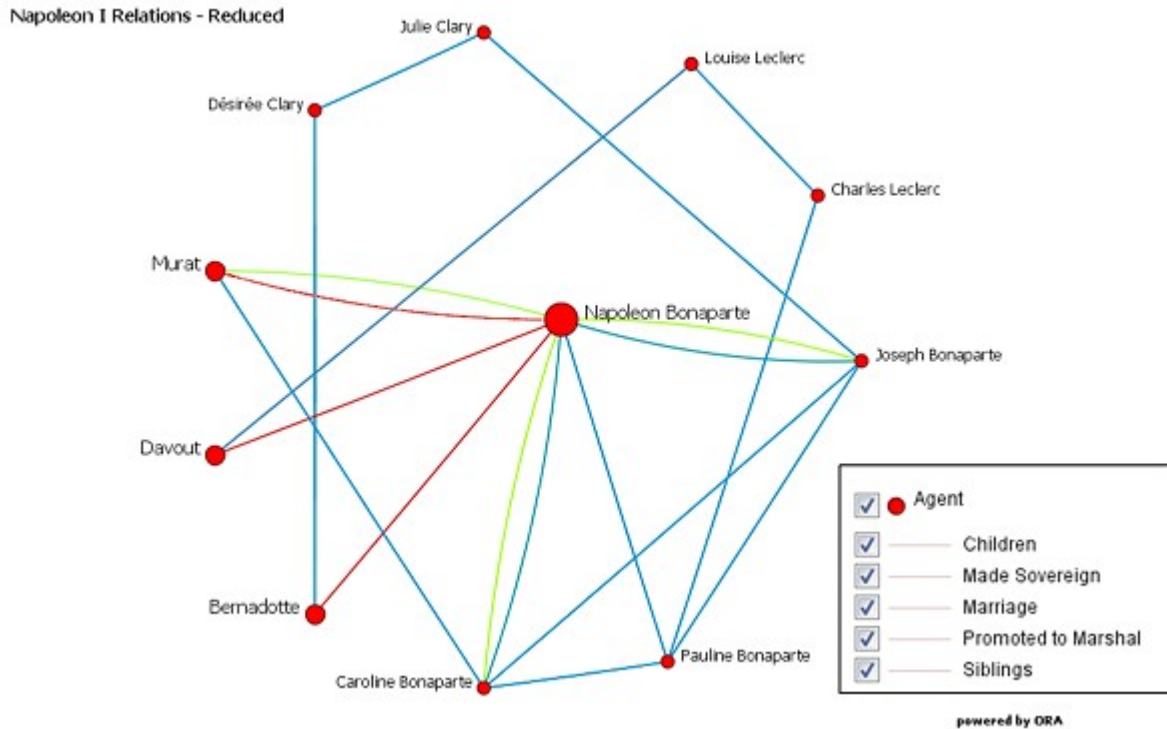 Napoleon I Relations - Reduced
Julie Clary
Louise Leclerc
Désirée Clary
Charles Leclerc
Murat
Napoleon Bonaparte
Joseph Bonaparte
Davout
Agent
Children
Made Sovereign
Marriage
Promoted to Marshal
Siblings
Bernadotte
Pauline Bonaparte
Caroline Bonaparte
powered by ORA